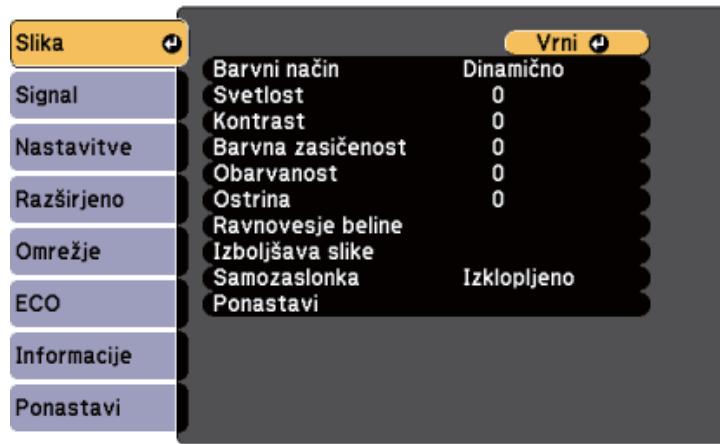 Slika
Signal
Nastavitve
Razširjeno
Omrežje
ECO
Informacije
Ponastavi
Vrni
Barvni način Dinamično
Svetlost 0
Kontrast 0
Barvna zasičenost 0
Obarvanost 0
Ostrina 0
Ravnovesje beline
Izboljšava slike
Samozaslonka Izklopljeno
Ponastavi